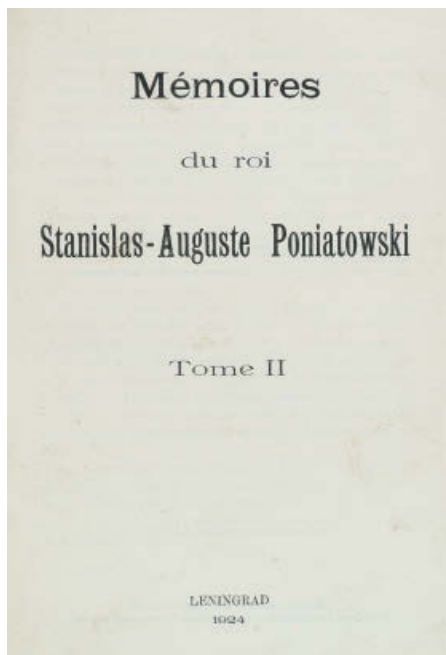 Mémoires
du roi
Stanislas-Auguste Poniatowski
Tome II
LENINGRAD
1924